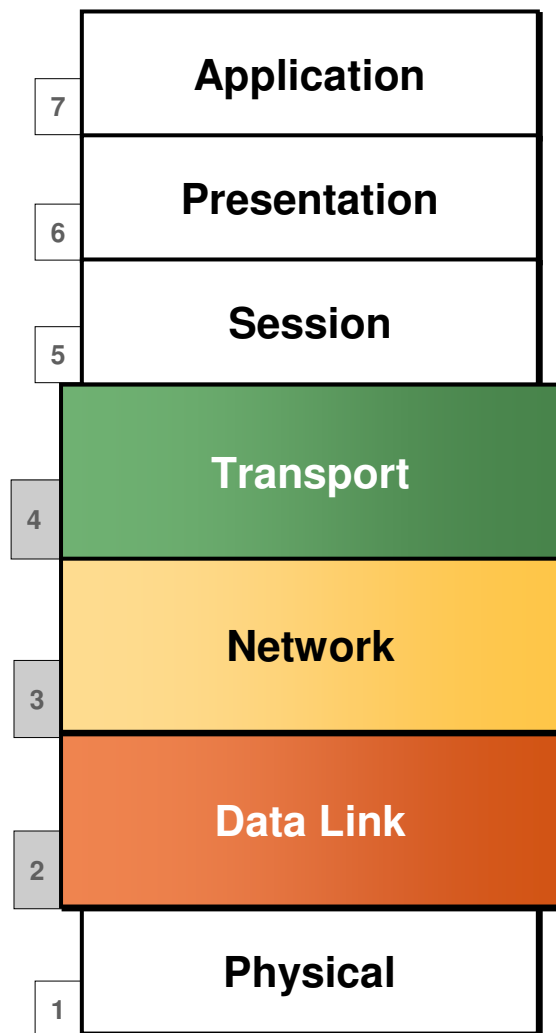 Application
7
Presentation
6
Session
5
Transport
4
Network
3
Data Link
2
Physical
1